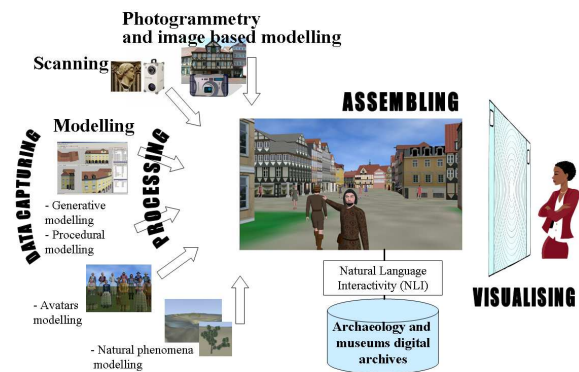 Photogrammetry
and image based modelling
Scanning
ASSEMBLING
Modelling
DATA CAPTURING
PROCESSING
- Generative
modelling
- Procedural
modelling
- Avatars
modelling
- Natural phenomena
modelling
Natural Language
Interactivity (NLI)
Archaeology and
museums digital
archives
VISUALISING